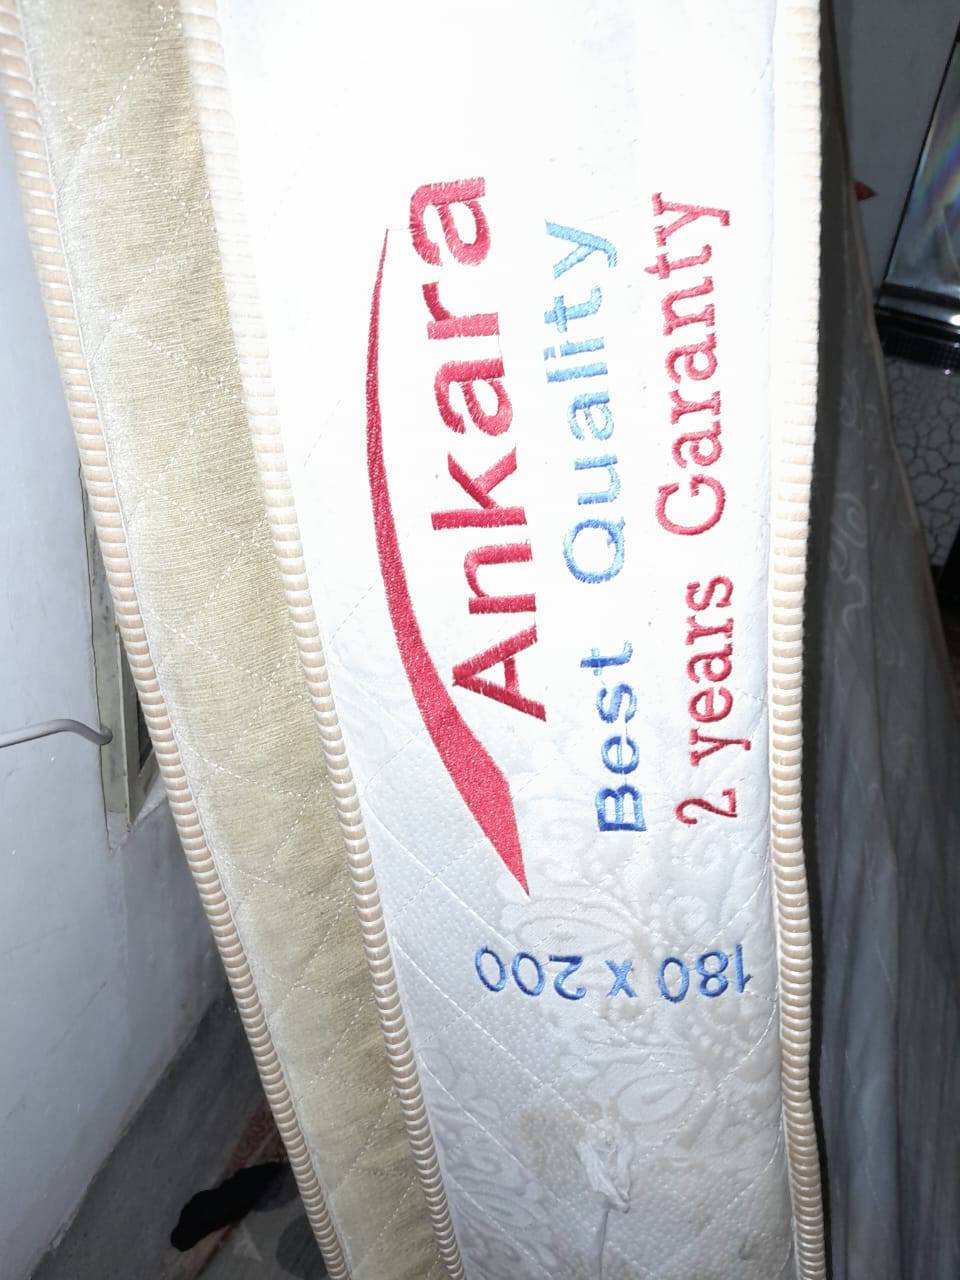 Ankara
Best Quality
2 years Garanty
180 x 200